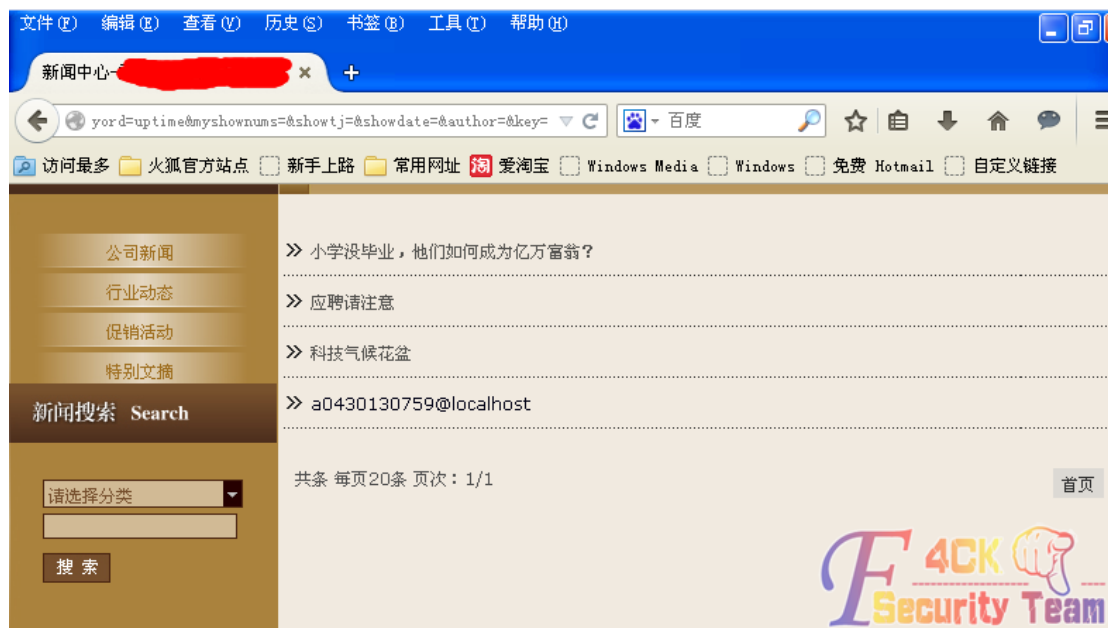 文件(F) 编辑(E) 查看(V) 历史(S) 书签(B) 工具(T) 帮助(H)
新闻中心-
yord=uptime&myshownums=&showtj=&showdate=&author=&key=
百度
访问最多 火狐官方站点 新手上路 常用网址 淘 爱淘宝 Windows Media Windows 免费 Hotmail 自定义链接
公司新闻
行业动态
促销活动
特别文摘
新闻搜索 Search
请选择分类
搜 索
小学没毕业,他们如何成为亿万富翁?
应聘请注意
科技气候花盆
a0430130759@localhost
共条 每页20条 页次:1/1
首页
F4CK
Security Team